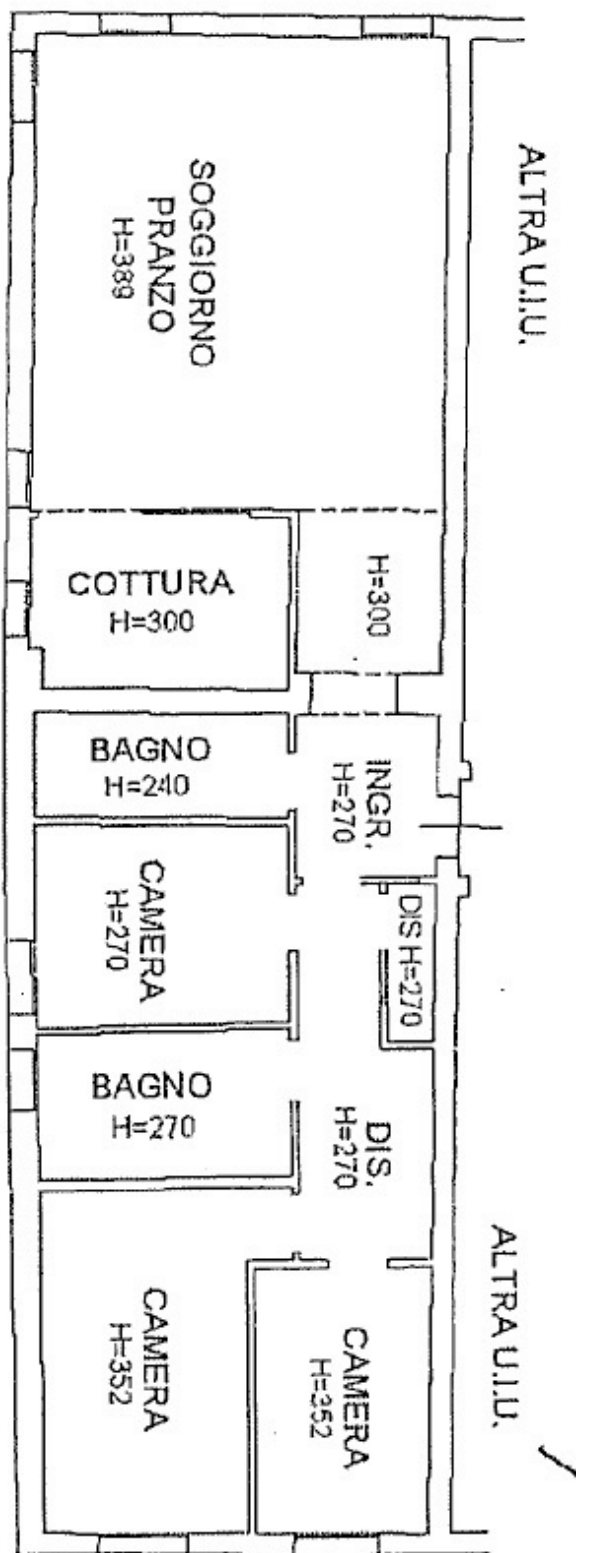 ALTRA U.I.U.
SOGGIORNO
PRANZO
H=389
COTTURA
H=300
H=300
BAGNO
H=240
INGR.
H=270
CAMERA
H=270
DIS H=270
BAGNO
H=270
DIS.
H=270
ALTRA U.I.U.
CAMERA
H=352
CAMERA
H=352